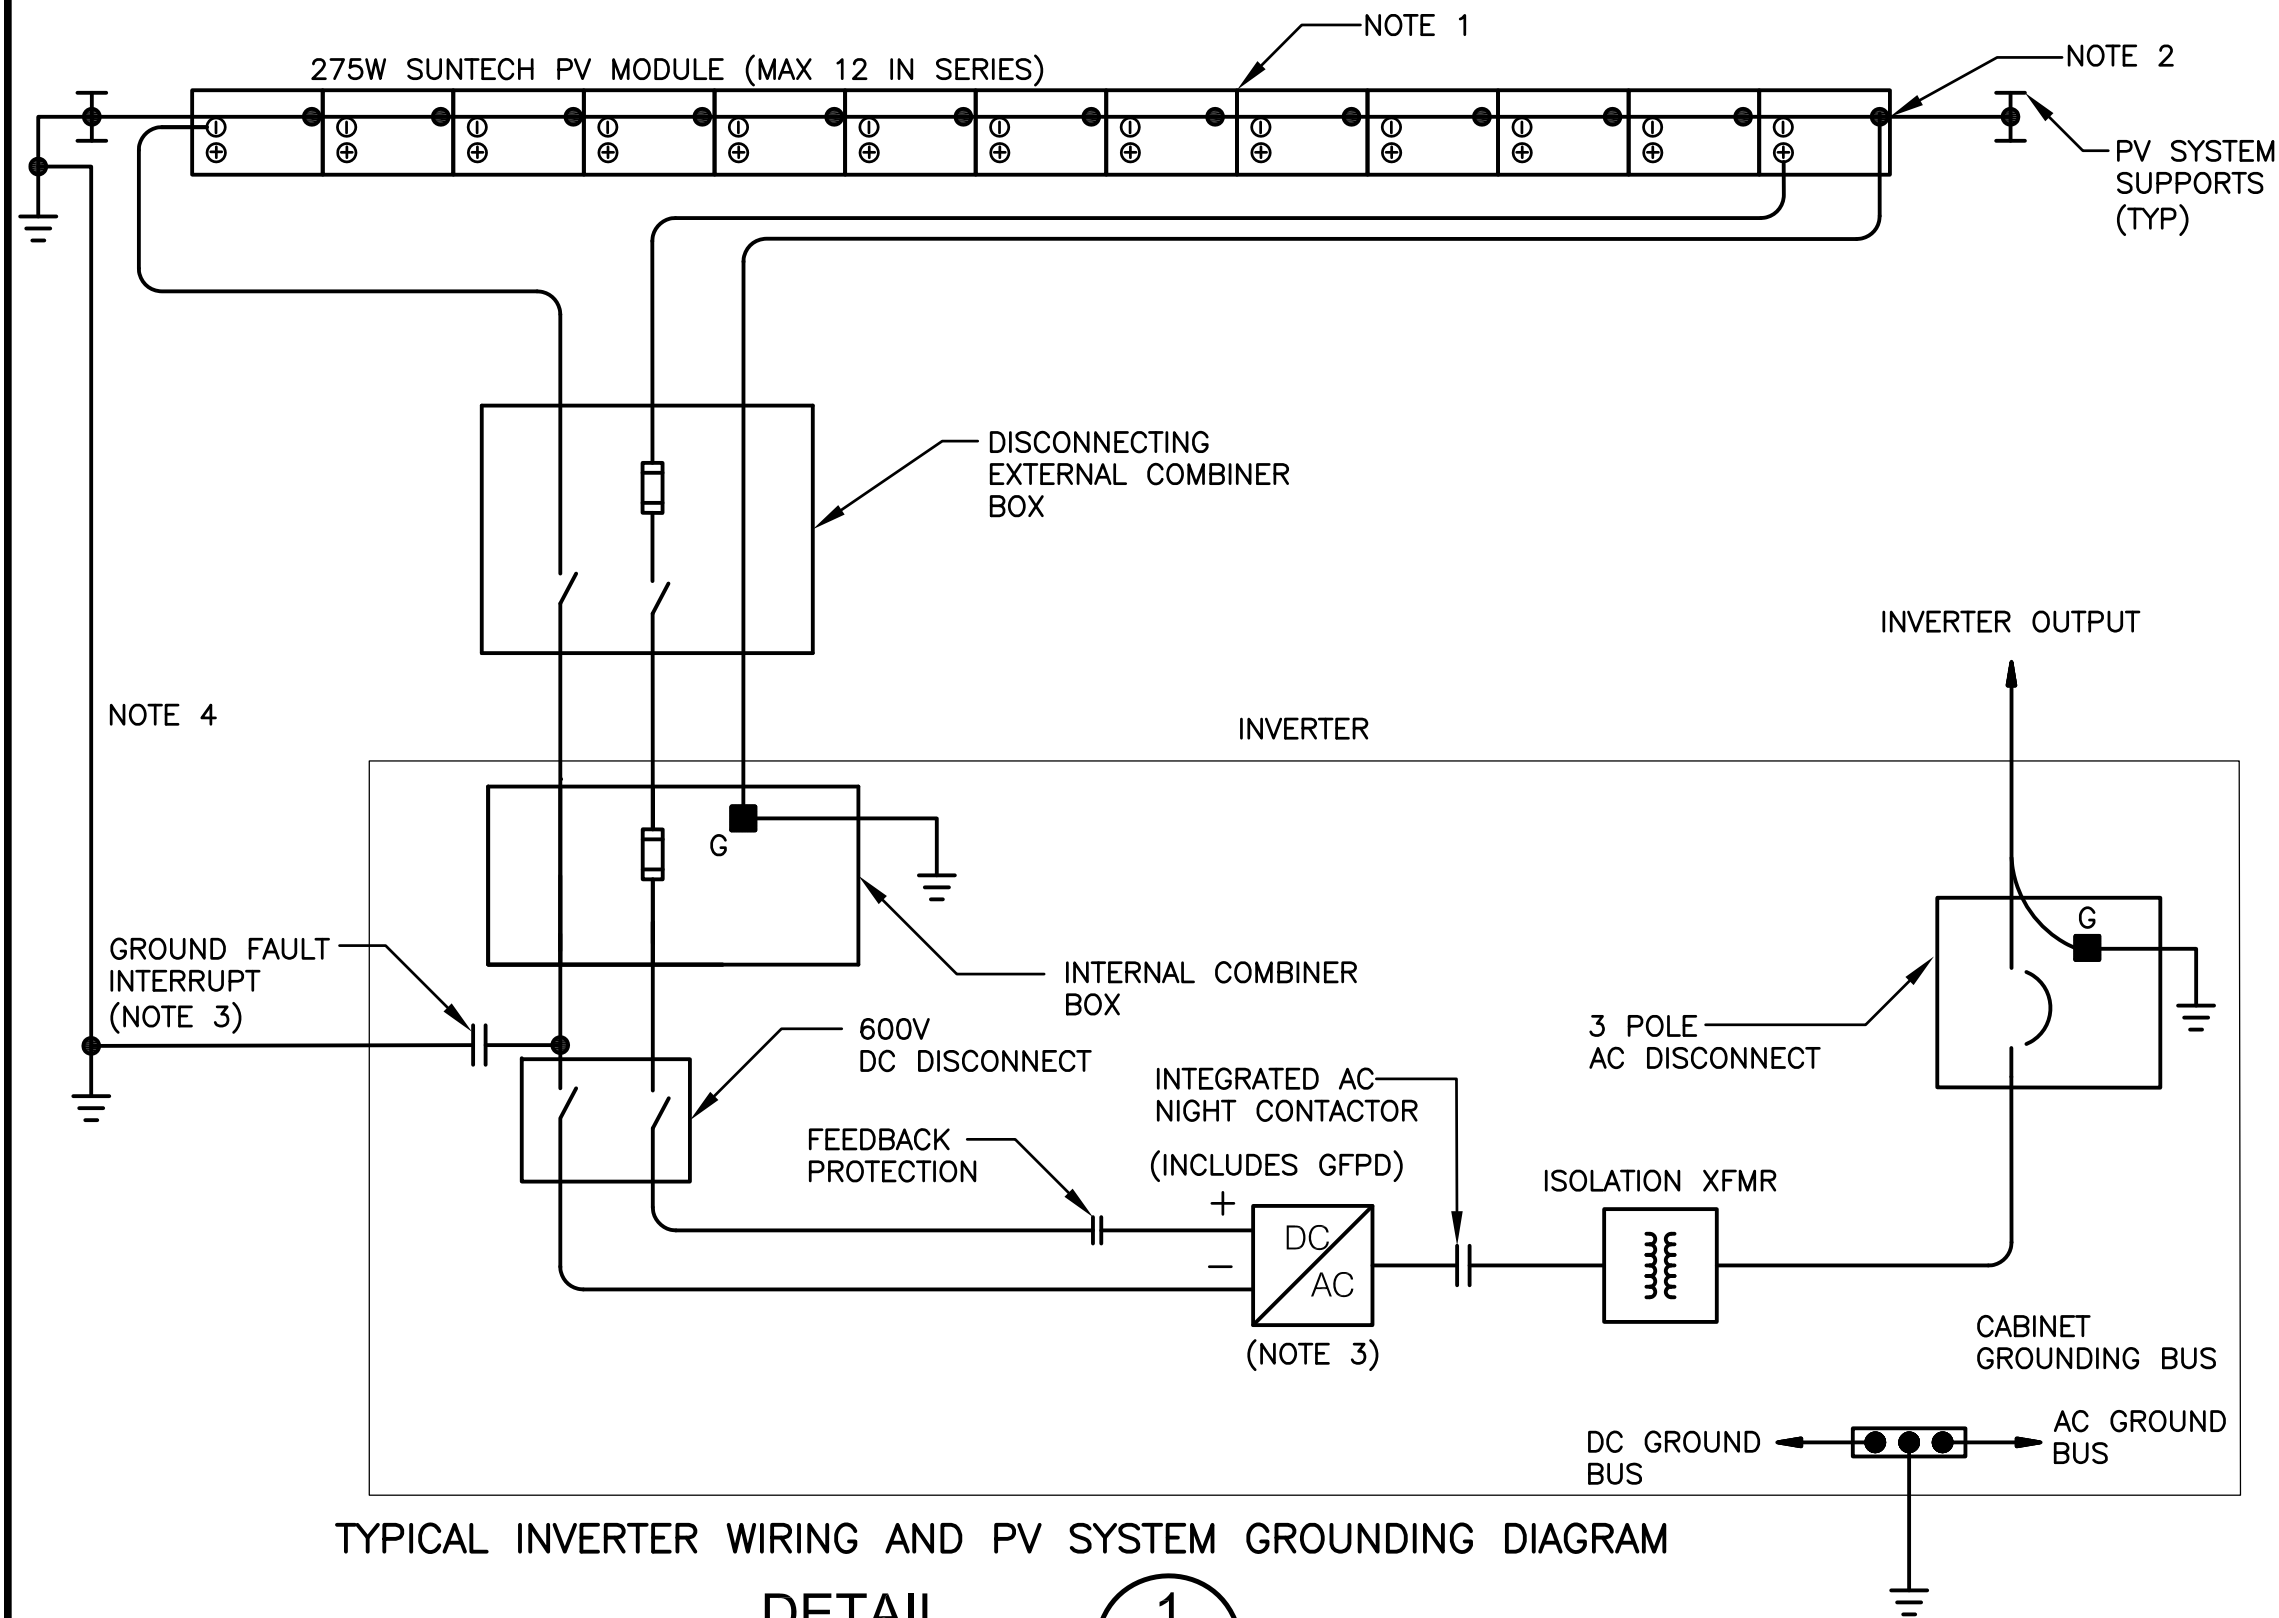 NOTE 1
275W SUNTECH PV MODULE (MAX 12 IN SERIES)
NOTE 2
PV SYSTEM
SUPPORTS
(TYP)
DISCONNECTING
EXTERNAL COMBINER
BOX
INVERTER OUTPUT
NOTE 4
INVERTER
G
G
GROUND FAULT
INTERRUPT
(NOTE 3)
INTERNAL COMBINER
BOX
600V
DC DISCONNECT
3 POLE
AC DISCONNECT
INTEGRATED AC
NIGHT CONTACTOR
(INCLUDES GFPD)
FEEDBACK
PROTECTION
ISOLATION XFMR
+
DC
−
AC
(NOTE 3)
CABINET
GROUNDING BUS
DC GROUND
BUS
AC GROUND
BUS
TYPICAL INVERTER WIRING AND PV SYSTEM GROUNDING DIAGRAM
DETAIL 1